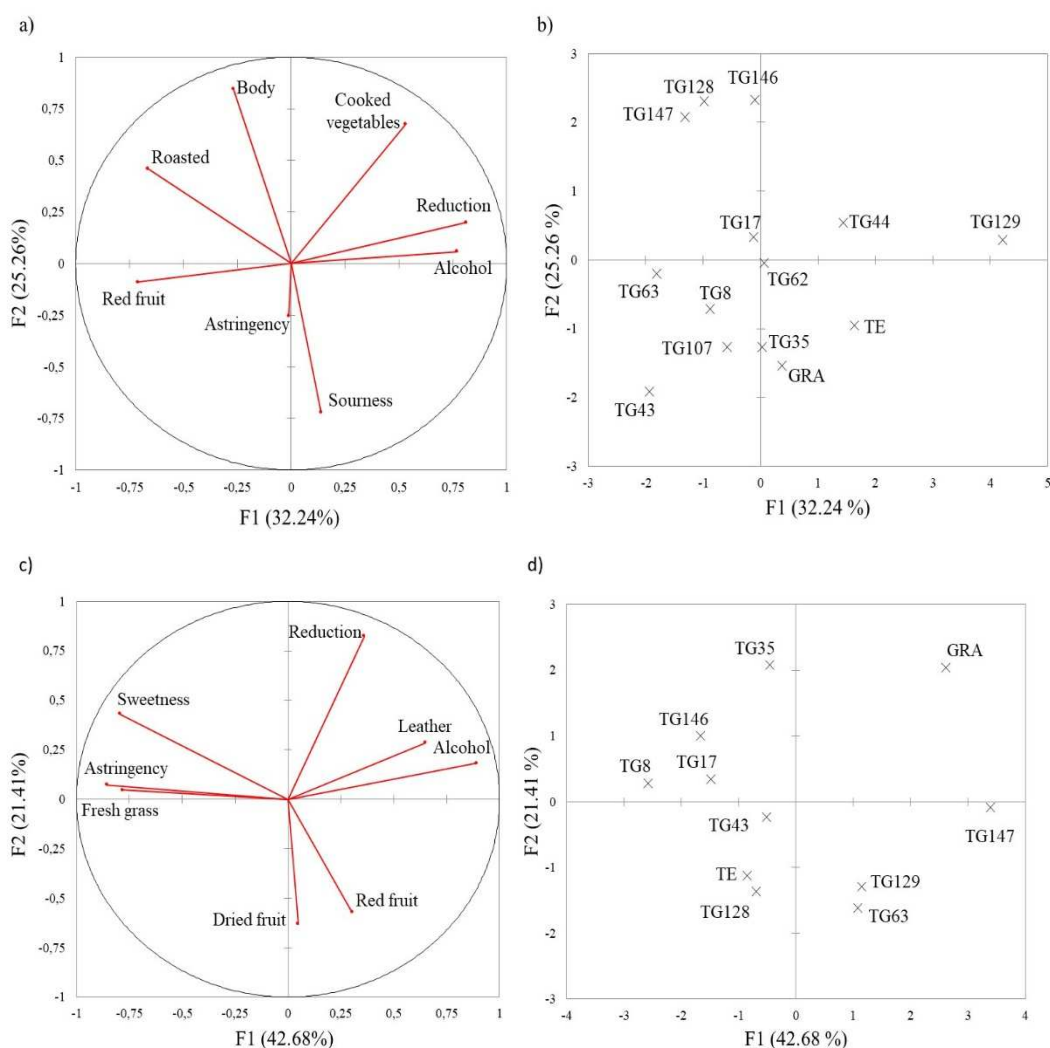 a)
1
0,75
0,5
0,25
0
-0,25
-0,5
-0,75
-1
F2 (25.26%)
Body
Cooked
vegetables
Roasted
Reduction
Alcohol
Red fruit
Astringency
Sourness
-1
-0,75
-0,5
-0,25
0
0,25
0,5
0,75
1
F1 (32.24%)
b)
3
2
1
0
-1
-2
-3
F2 (25.26 %)
TG128
TG146
TG147
TG17
TG44
TG129
TG62
TG63
TG8
TE
TG107
TG35
GRA
TG43
-3
-2
-1
0
1
2
3
4
5
F1 (32.24 %)
c)
1
0,75
0,5
0,25
0
-0,25
-0,5
-0,75
-1
F2 (21.41%)
Reduction
Sweetness
Leather
Alcohol
Astringency
Fresh grass
Red fruit
Dried fruit
-1
-0,75
-0,5
-0,25
0
0,25
0,5
0,75
1
F1 (42.68%)
d)
3
2
1
0
-1
-2
-3
F2 (21.41 %)
TG35
GRA
TG146
TG17
TG8
TG43
TG147
TE
TG129
TG128
TG63
-4
-3
-2
-1
0
1
2
3
4
F1 (42.68 %)